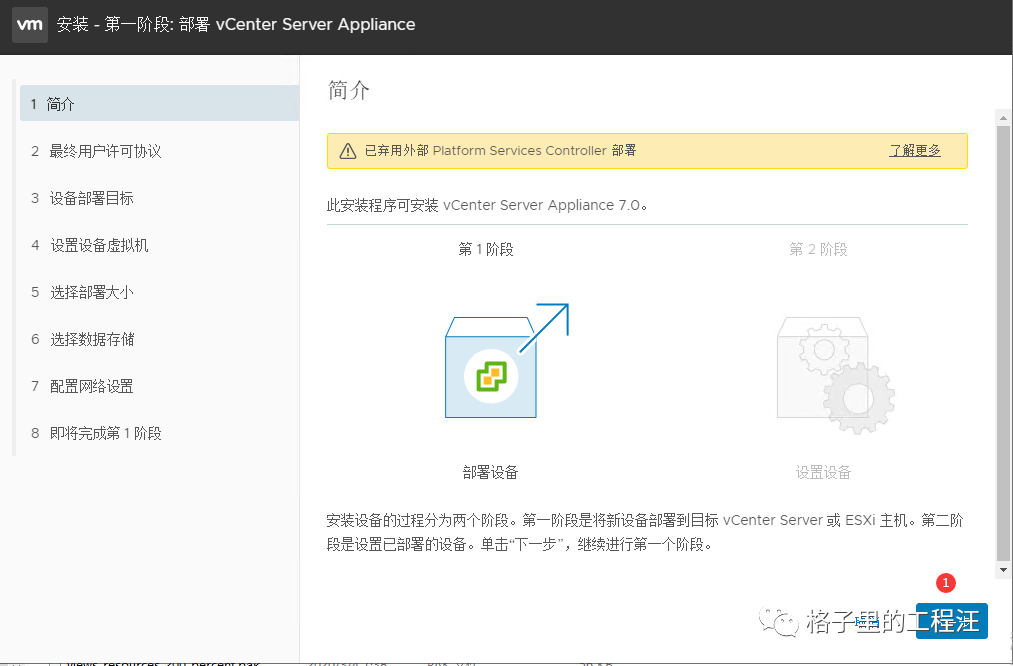 vm 安装 - 第一阶段: 部署 vCenter Server Appliance
1 简介
2 最终用户许可协议
3 设备部署目标
4 设置设备虚拟机
5 选择部署大小
6 选择数据存储
7 配置网络设置
8 即将完成第 1 阶段
简介
已弃用外部 Platform Services Controller 部署 了解更多
此安装程序可安装 vCenter Server Appliance 7.0。
第 1 阶段 第 2 阶段
部署设备 设置设备
安装设备的过程分为两个阶段。第一阶段是将新设备部署到目标 vCenter Server 或 ESXi 主机。第二阶
段是设置已部署的设备。单击“下一步”，继续进行第一个阶段。
1
格子里的工程汪